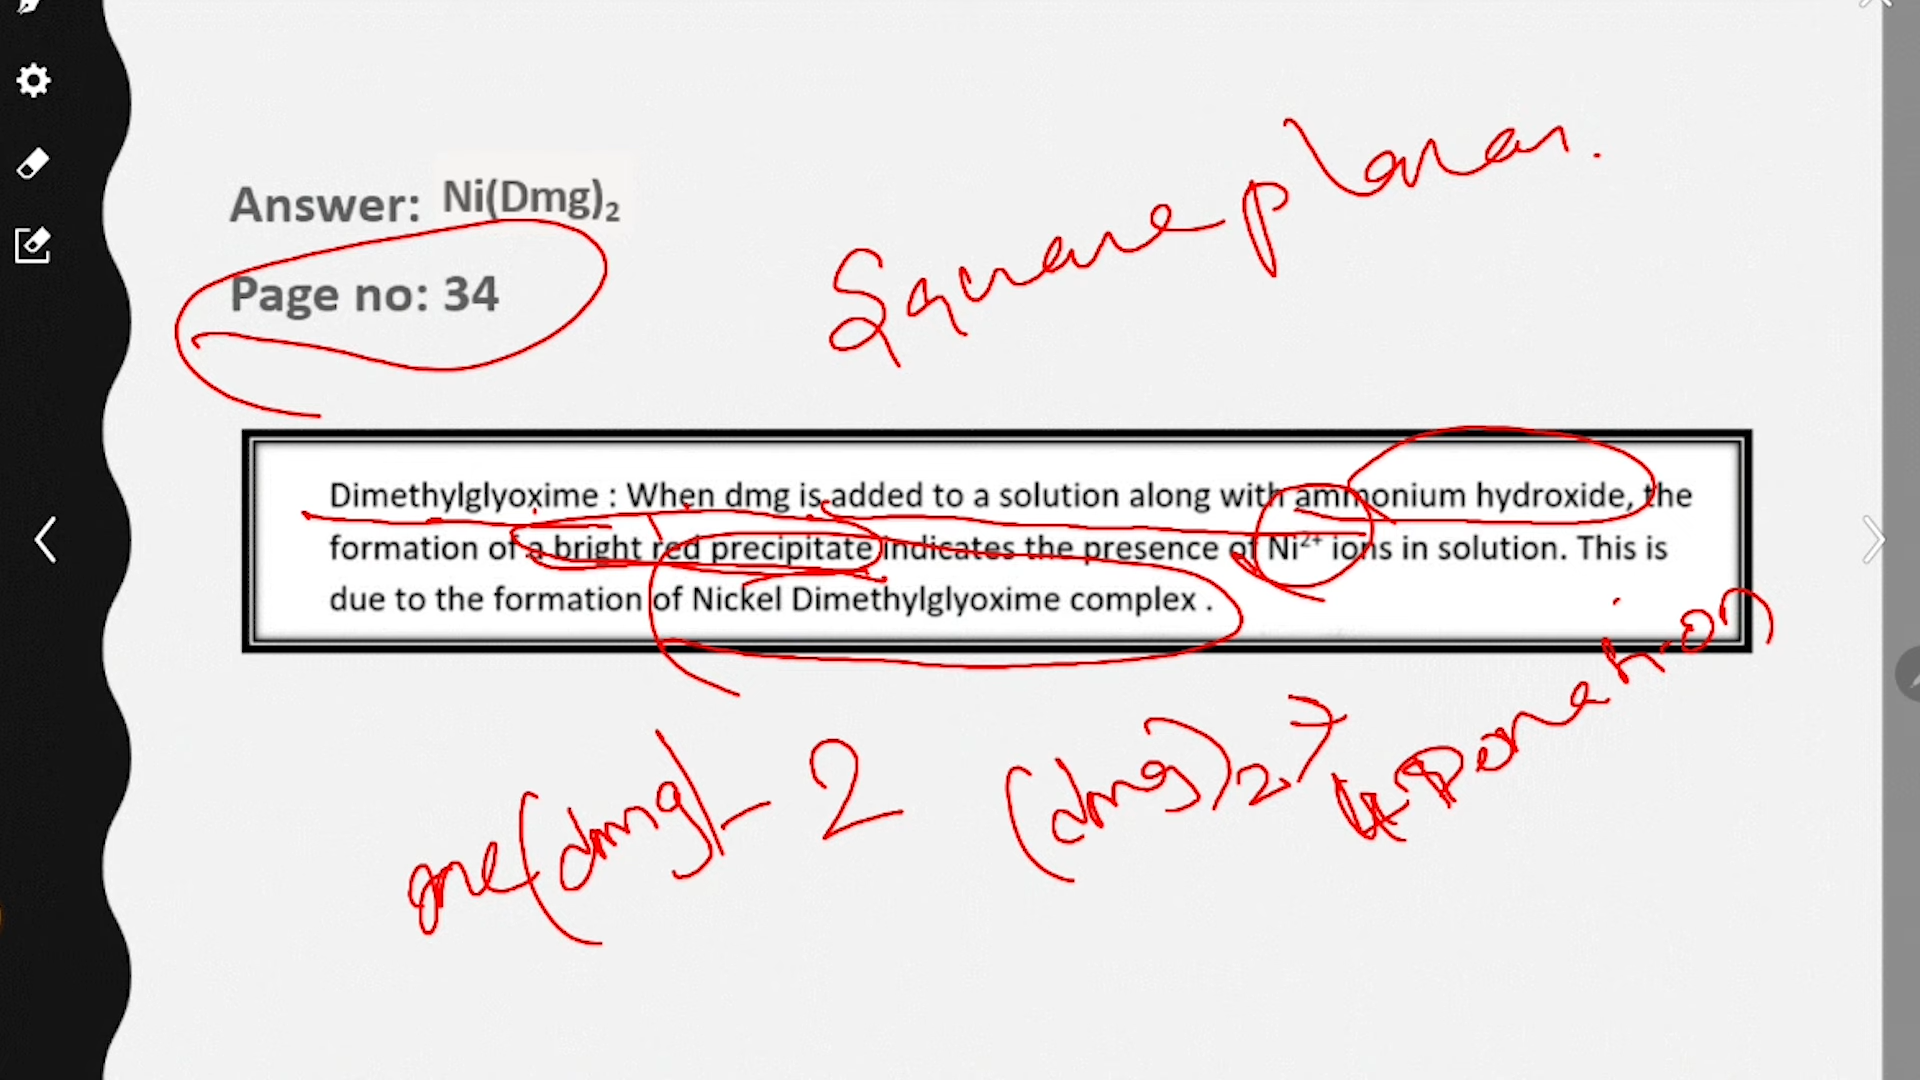 Answer: Ni(Dmg)₂
Page no: 34
Square planar.
Dimethylglyoxime : When dmg is added to a solution along with ammonium hydroxide, the
formation of a bright red precipitate indicates the presence of Ni²⁺ ions in solution. This is
due to the formation of Nickel Dimethylglyoxime complex .
one (dmg) - 2 (dmg)₂ → 4